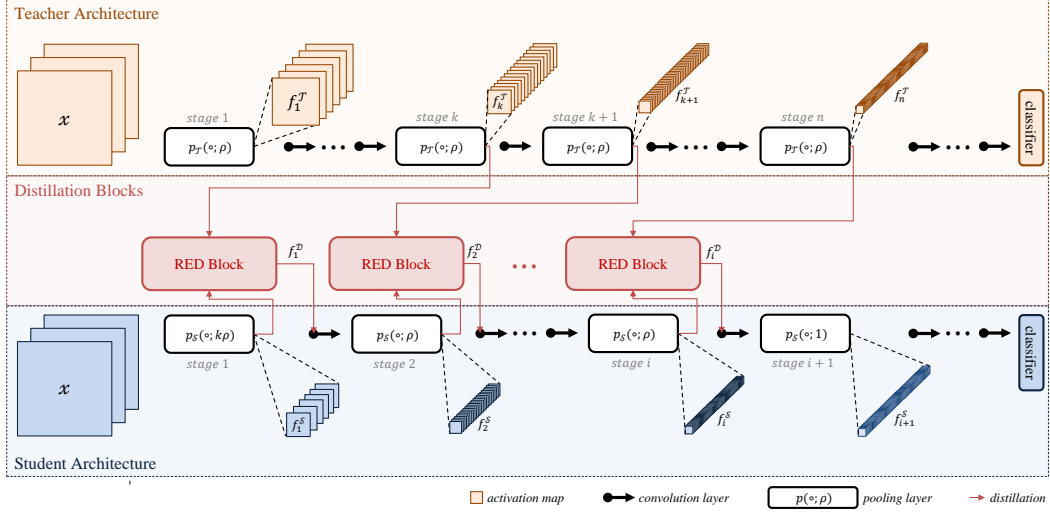 Teacher Architecture
x
f_1^𝒯
f_k^𝒯
f_{k+1}^𝒯
f_n^𝒯
stage 1
stage k
stage k + 1
stage n
p_𝒯(∘;ρ)
p_𝒯(∘;ρ)
p_𝒯(∘;ρ)
p_𝒯(∘;ρ)
classifier
Distillation Blocks
RED Block
f_1^𝒟
RED Block
f_2^𝒟
RED Block
f_i^𝒟
p_𝒮(∘;kρ)
p_𝒮(∘;ρ)
p_𝒮(∘;ρ)
p_𝒮(∘;1)
classifier
stage 1
stage 2
stage i
stage i + 1
x
f_1^𝒮
f_2^𝒮
f_i^𝒮
f_{i+1}^𝒮
Student Architecture
activation map
convolution layer
p(∘;ρ)
pooling layer
distillation